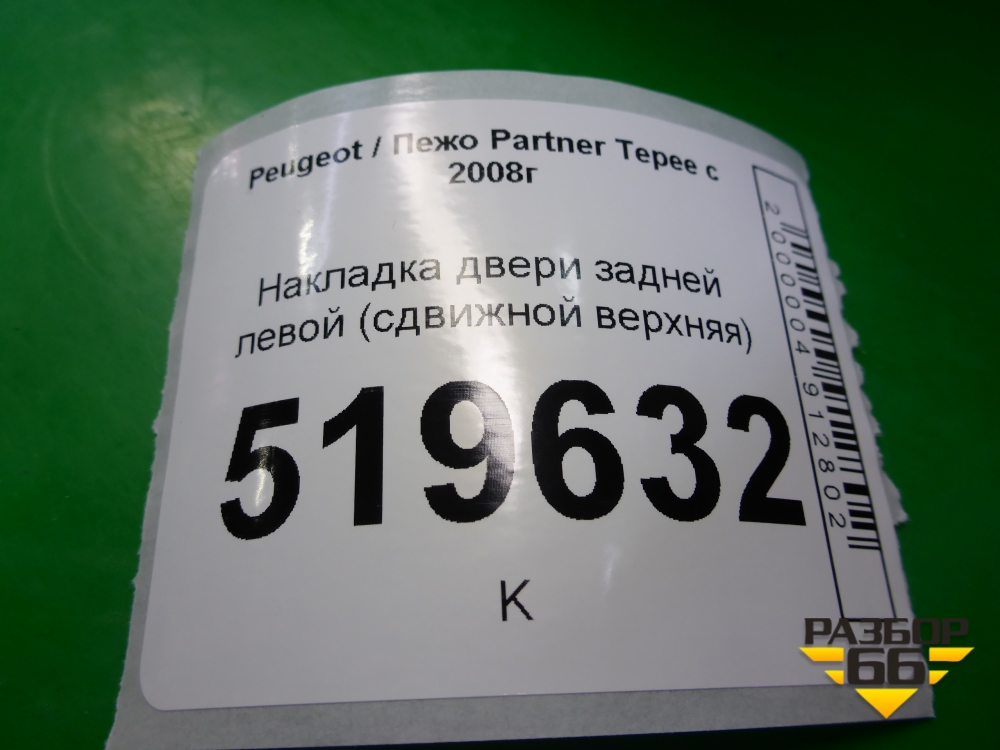 Peugeot / Пежо Partner Tepee с
2008г
Накладка двери задней
левой (сдвижной верхняя)
519632
К
2000004912802
РАЗБОР
66